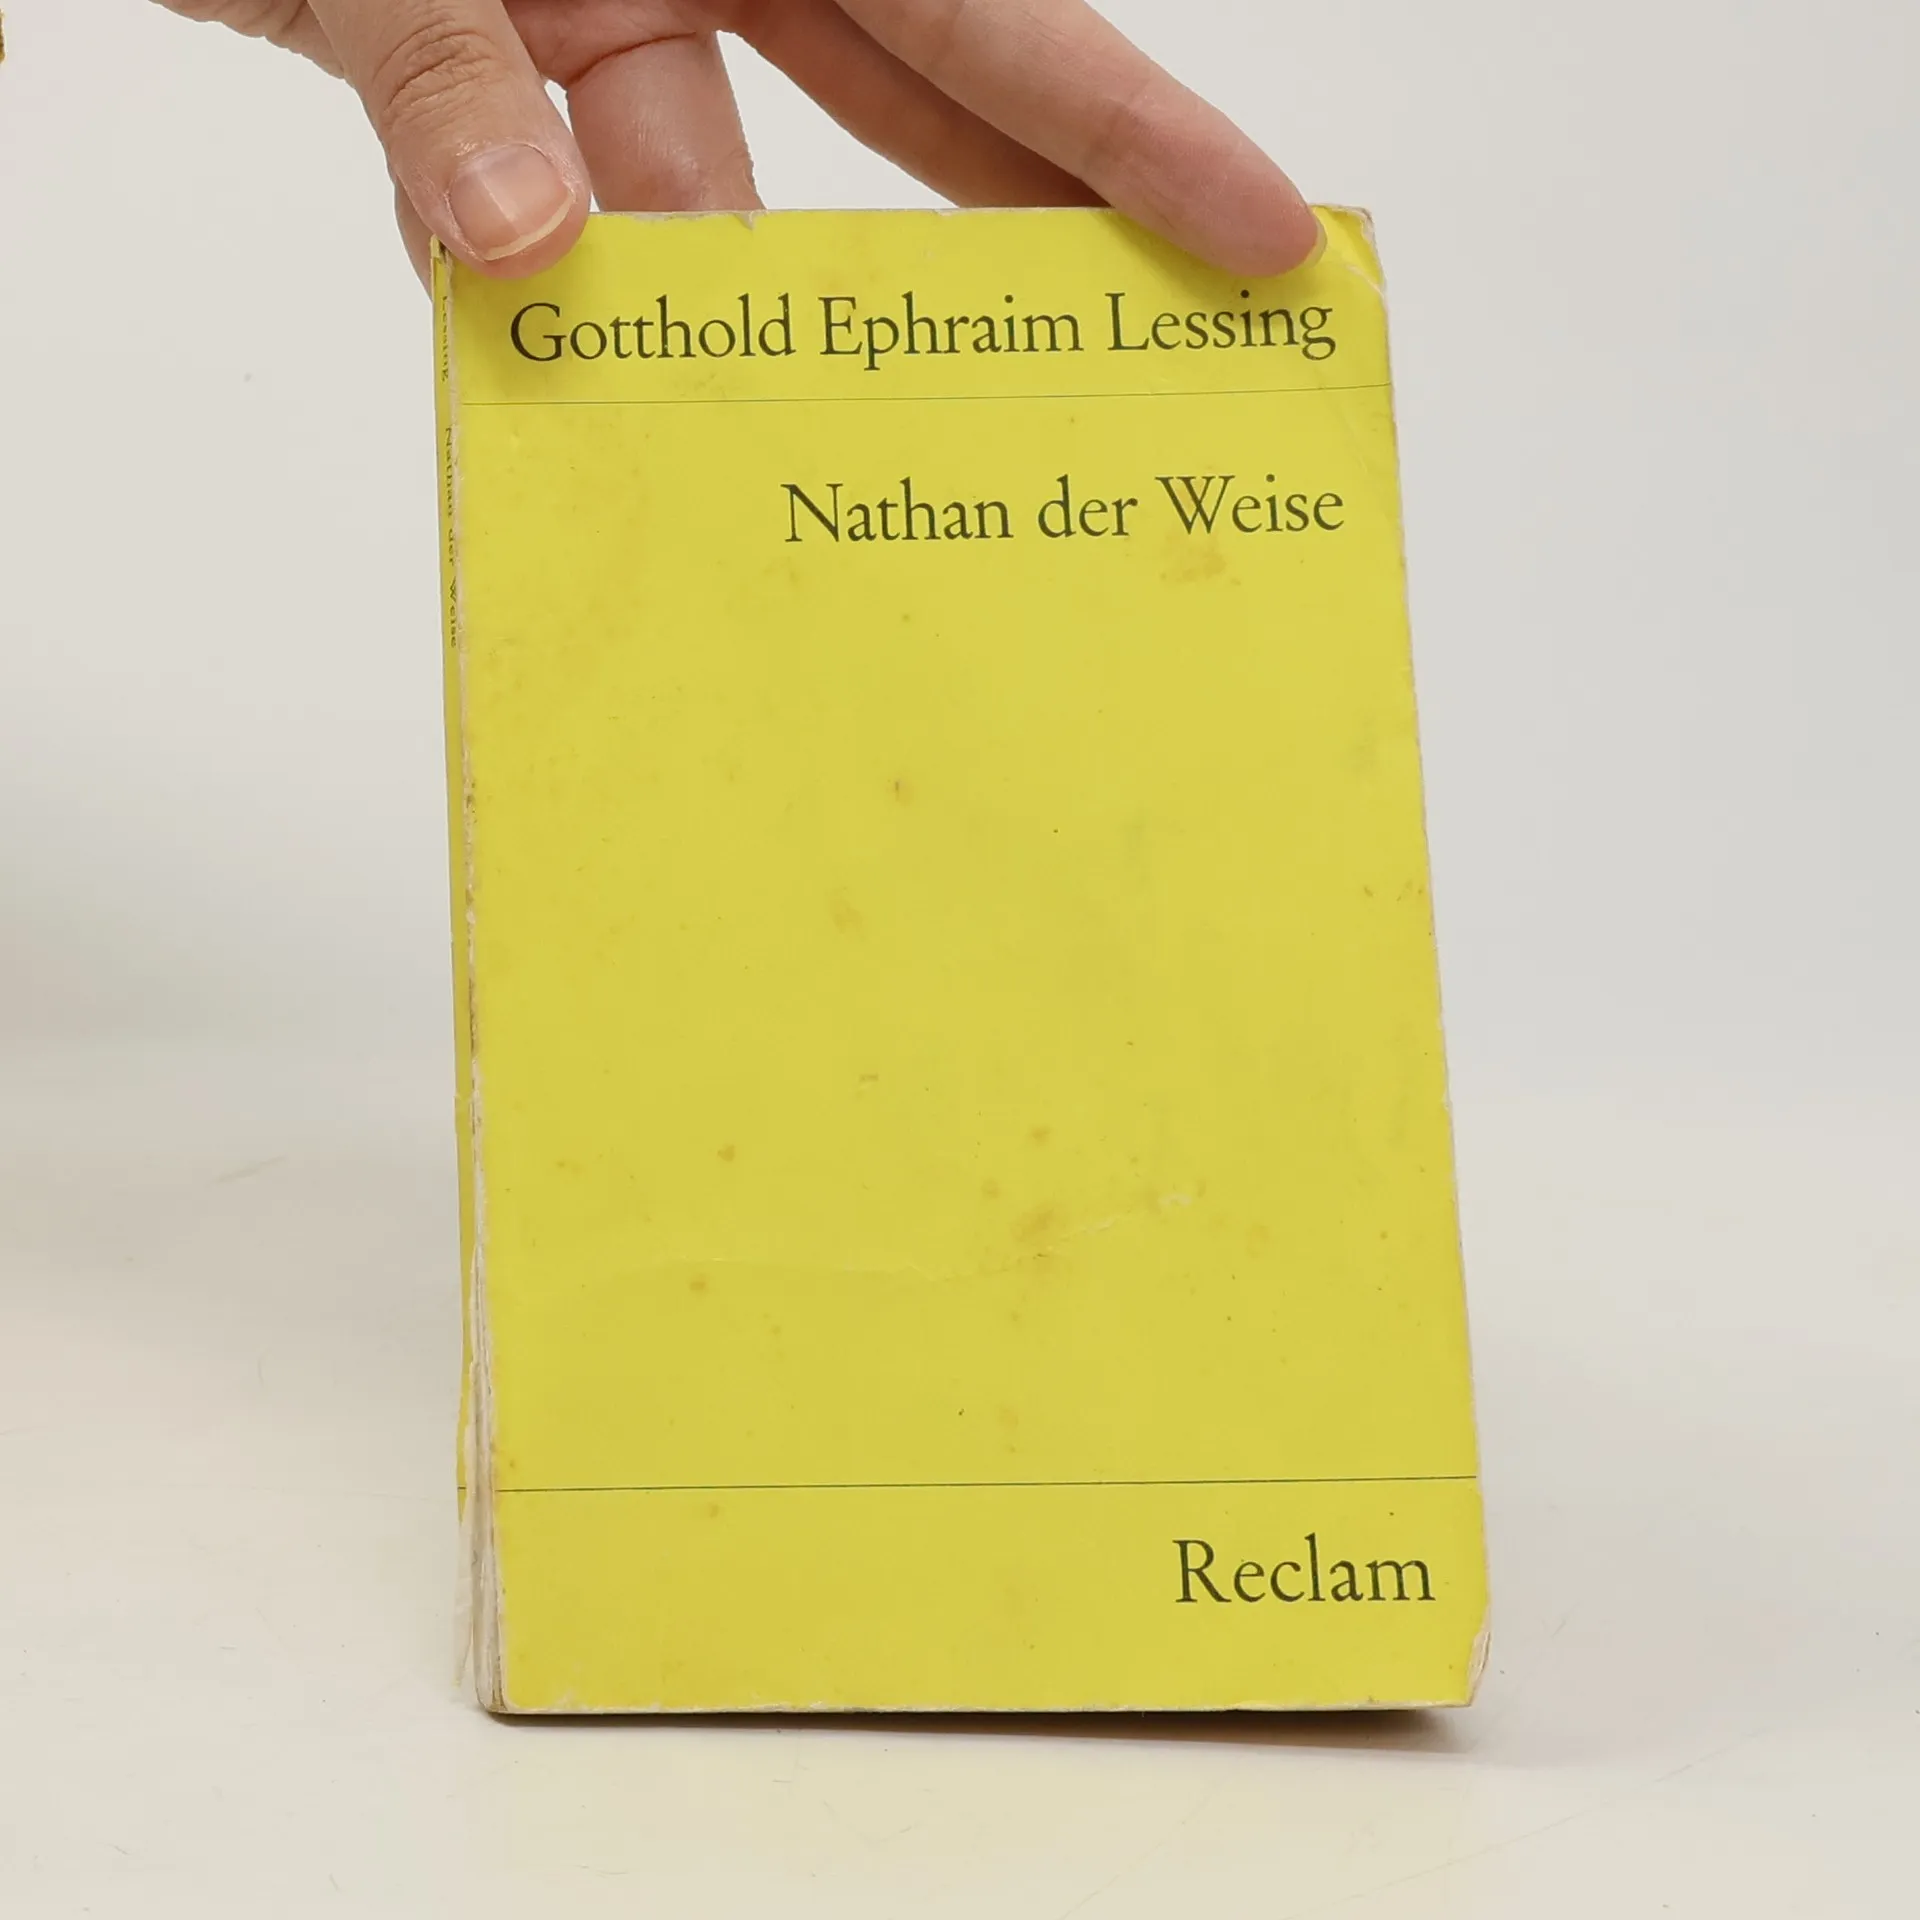 Gotthold Ephraim Lessing
Nathan der Weise
Reclam
Lessing Nathan der Weise